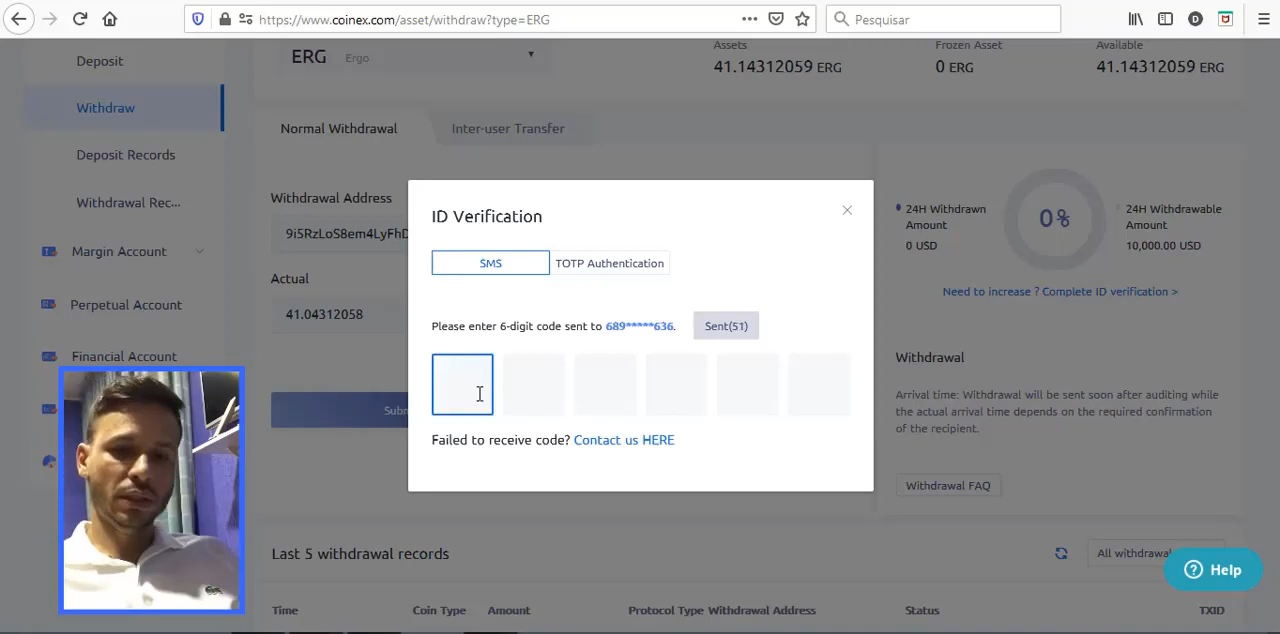 https://www.coinex.com/asset/withdraw?type=ERG
Pesquisar
Deposit
Withdraw
Deposit Records
Withdrawal Rec...
Margin Account
Perpetual Account
Financial Account
ERG Ergo
Assets
41.14312059 ERG
Frozen Asset
0 ERG
Available
41.14312059 ERG
Normal Withdrawal
Inter-user Transfer
Withdrawal Address
9i5RzLoS8em4LyFhD
Actual
41.04312058
Subm
ID Verification
SMS
TOTP Authentication
Please enter 6-digit code sent to 689*****636.
Sent(51)
Failed to receive code? Contact us HERE
24H Withdrawn
Amount
0 USD
0%
24H Withdrawable
Amount
10,000.00 USD
Need to increase ? Complete ID verification >
Withdrawal
Arrival time: Withdrawal will be sent soon after auditing while
the actual arrival time depends on the required confirmation
of the recipient.
Withdrawal FAQ
Last 5 withdrawal records
All withdrawal
Help
Time
Coin Type
Amount
Protocol Type
Withdrawal Address
Status
TXID